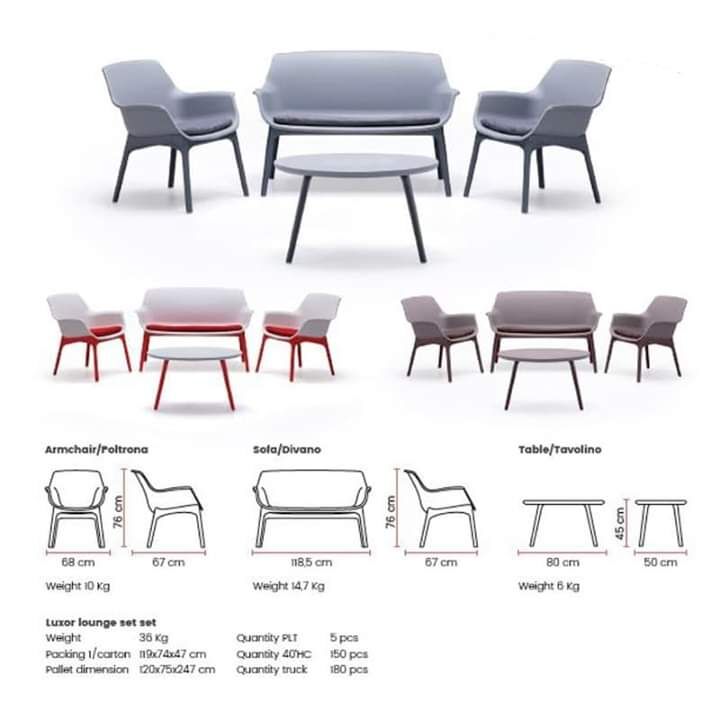 Armchair/Poltrona Sofa/Divano Table/Tavolino
76 cm 76 cm 45 cm
68 cm 67 cm 118,5 cm 67 cm 80 cm 50 cm
Weight 10 Kg Weight 14,7 Kg Weight 6 Kg
Luxor lounge set set
Weight 36 Kg Quantity PLT 5 pcs
Packing 1/carton 119x74x47 cm Quantity 40"HC 150 pcs
Pallet dimension 120x75x247 cm Quantity truck 180 pcs